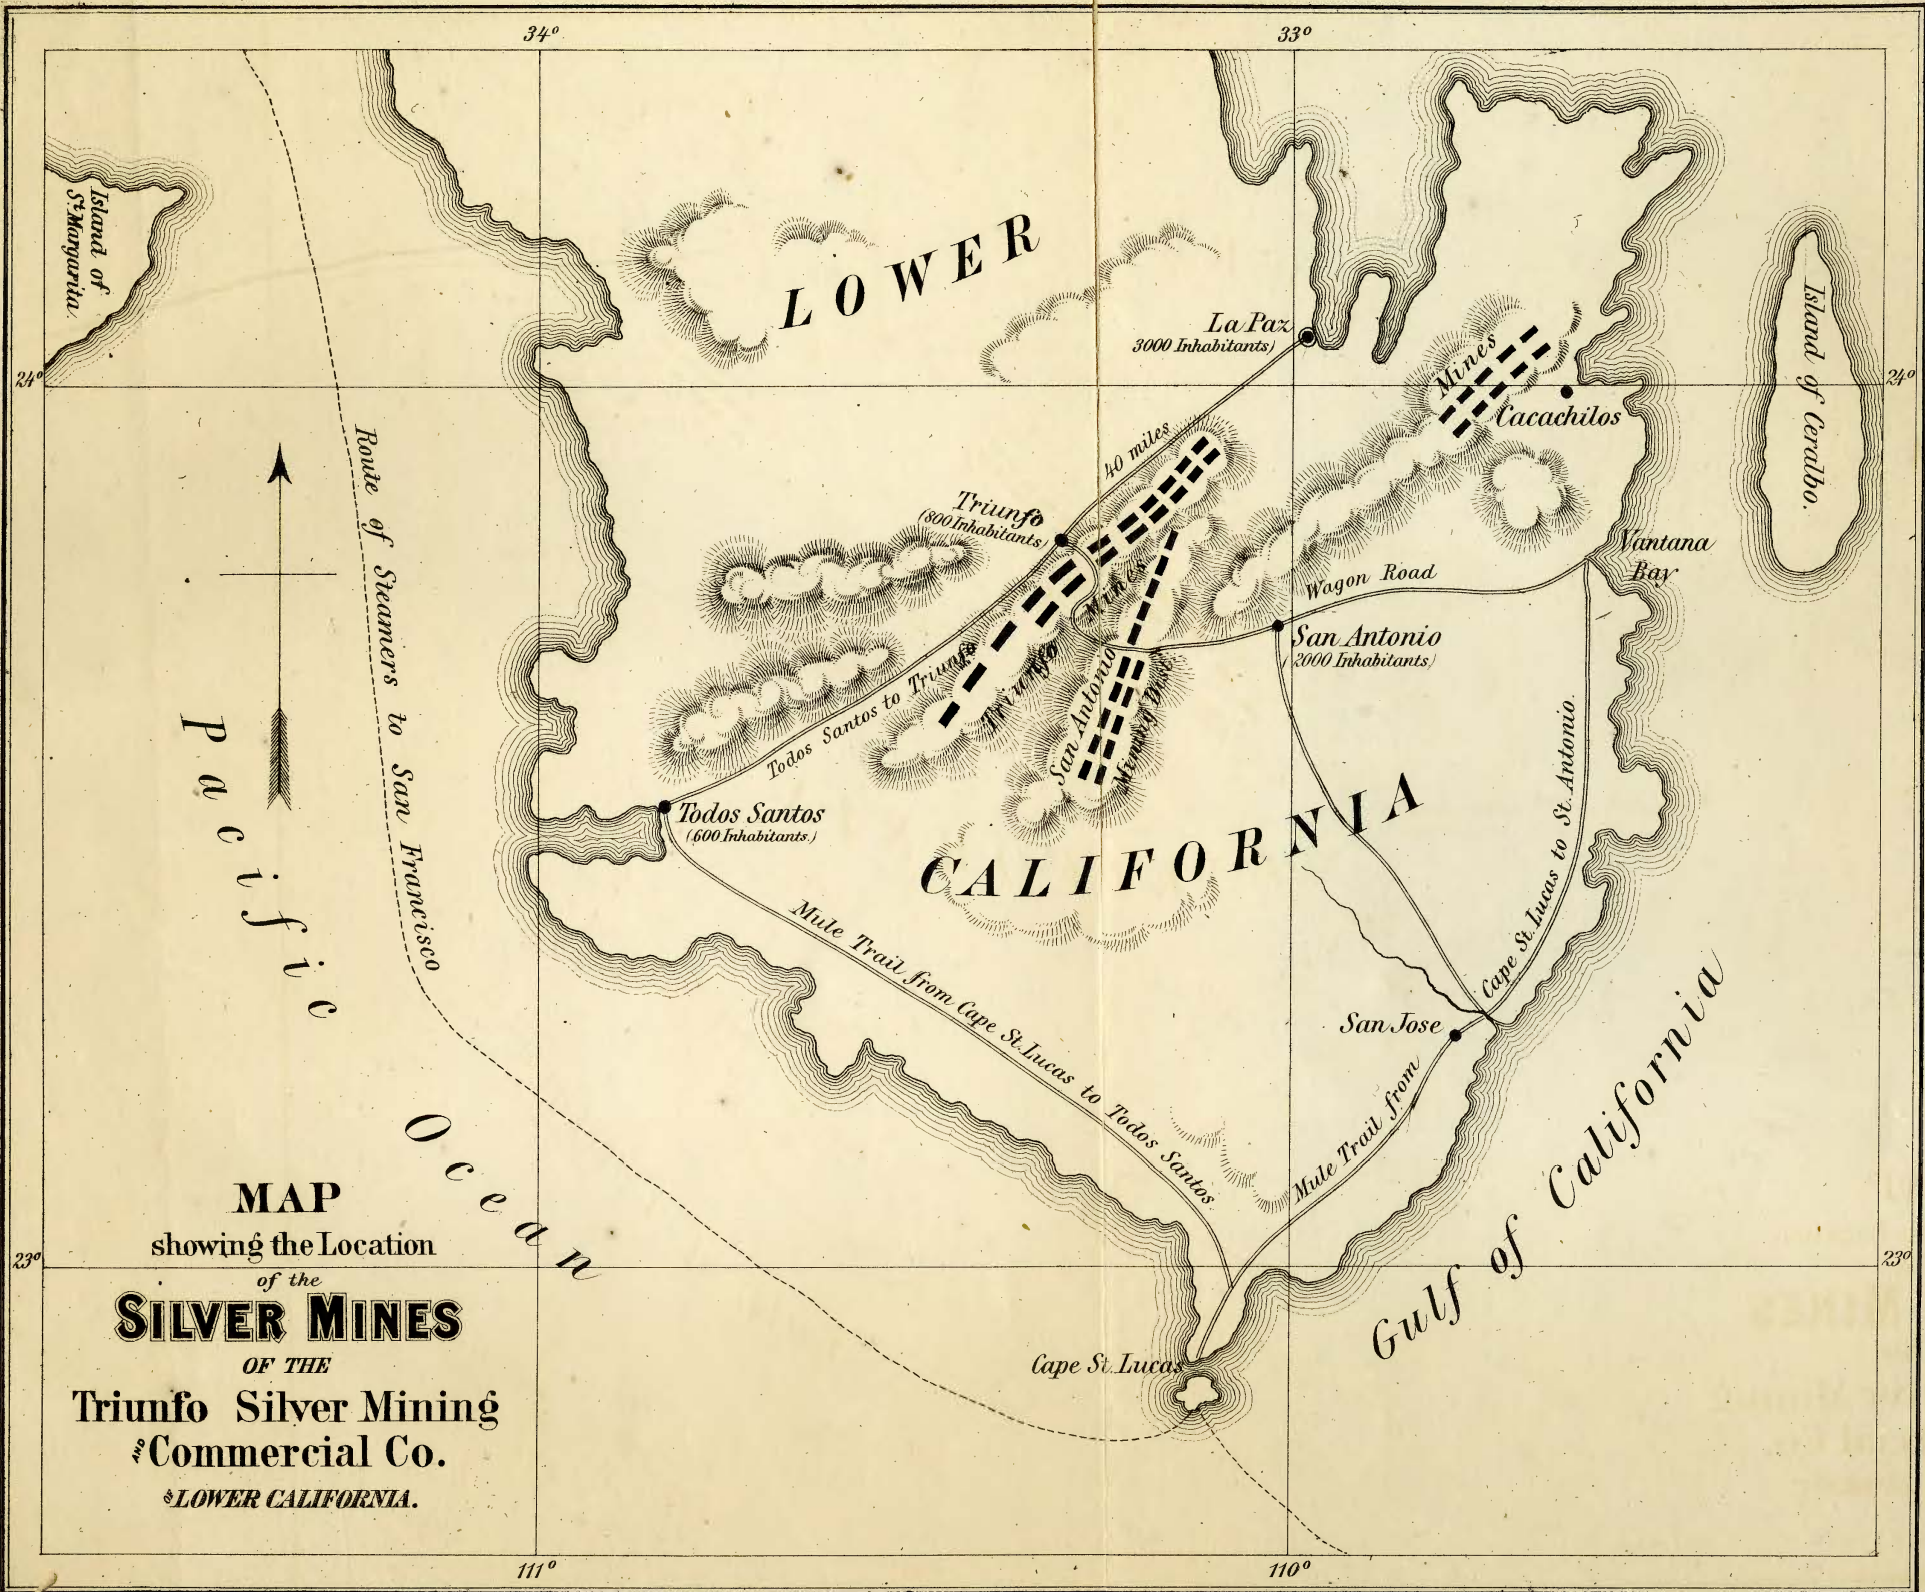 34°
33°
Island of
St. Margarita.
LOWER
La Paz
3000 Inhabitants)
Mines
Cacachilos
Island of Ceralbo.
24°
24°
40 miles
Triunfo
(800 Inhabitants)
Vantana
Bay
Wagon Road
San Antonio
(2000 Inhabitants)
Mines
Triunfo
San Antonio
Mining Dist.
Todos Santos to Triunfo
Route of Steamers to San Francisco
Todos Santos
(600 Inhabitants.)
CALIFORNIA
Pacific
Ocean
Mule Trail from Cape St. Lucas to Todos Santos
San Jose
Mule Trail from
Cape St. Lucas to St. Antonio.
Gulf of California
23°
23°
Cape St. Lucas
MAP
showing the Location
of the
SILVER MINES
OF THE
Triunfo Silver Mining
AND Commercial Co.
OF LOWER CALIFORNIA.
111°
110°